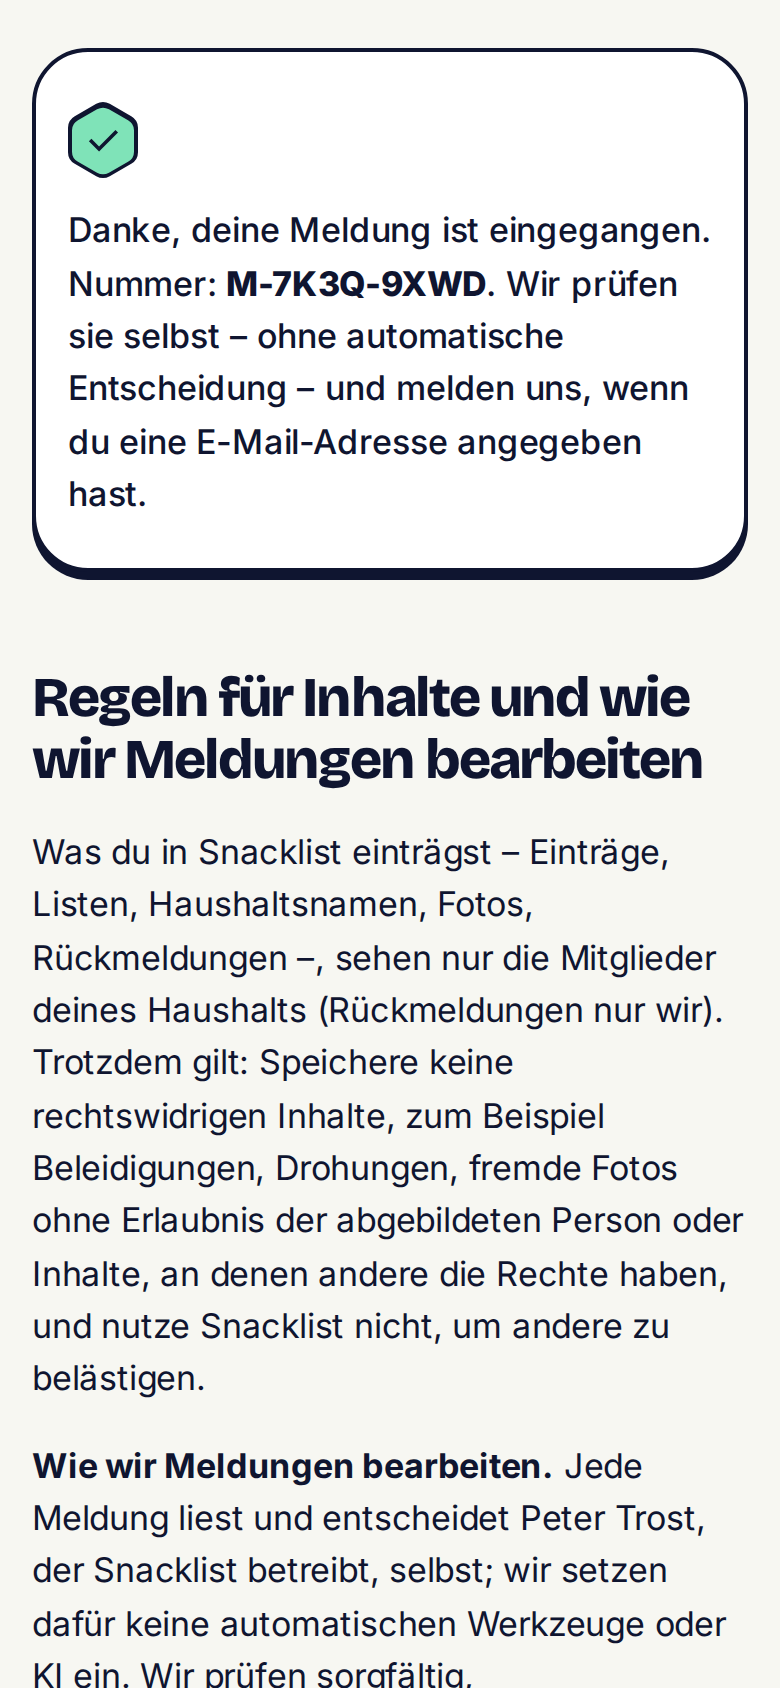 Danke, deine Meldung ist eingegangen.
Nummer: M-7K3Q-9XWD. Wir prüfen
sie selbst – ohne automatische
Entscheidung – und melden uns, wenn
du eine E-Mail-Adresse angegeben
hast.
Regeln für Inhalte und wie
wir Meldungen bearbeiten
Was du in Snacklist einträgst – Einträge,
Listen, Haushaltsnamen, Fotos,
Rückmeldungen –, sehen nur die Mitglieder
deines Haushalts (Rückmeldungen nur wir).
Trotzdem gilt: Speichere keine
rechtswidrigen Inhalte, zum Beispiel
Beleidigungen, Drohungen, fremde Fotos
ohne Erlaubnis der abgebildeten Person oder
Inhalte, an denen andere die Rechte haben,
und nutze Snacklist nicht, um andere zu
belästigen.
Wie wir Meldungen bearbeiten. Jede
Meldung liest und entscheidet Peter Trost,
der Snacklist betreibt, selbst; wir setzen
dafür keine automatischen Werkzeuge oder
KI ein. Wir prüfen sorgfältig,